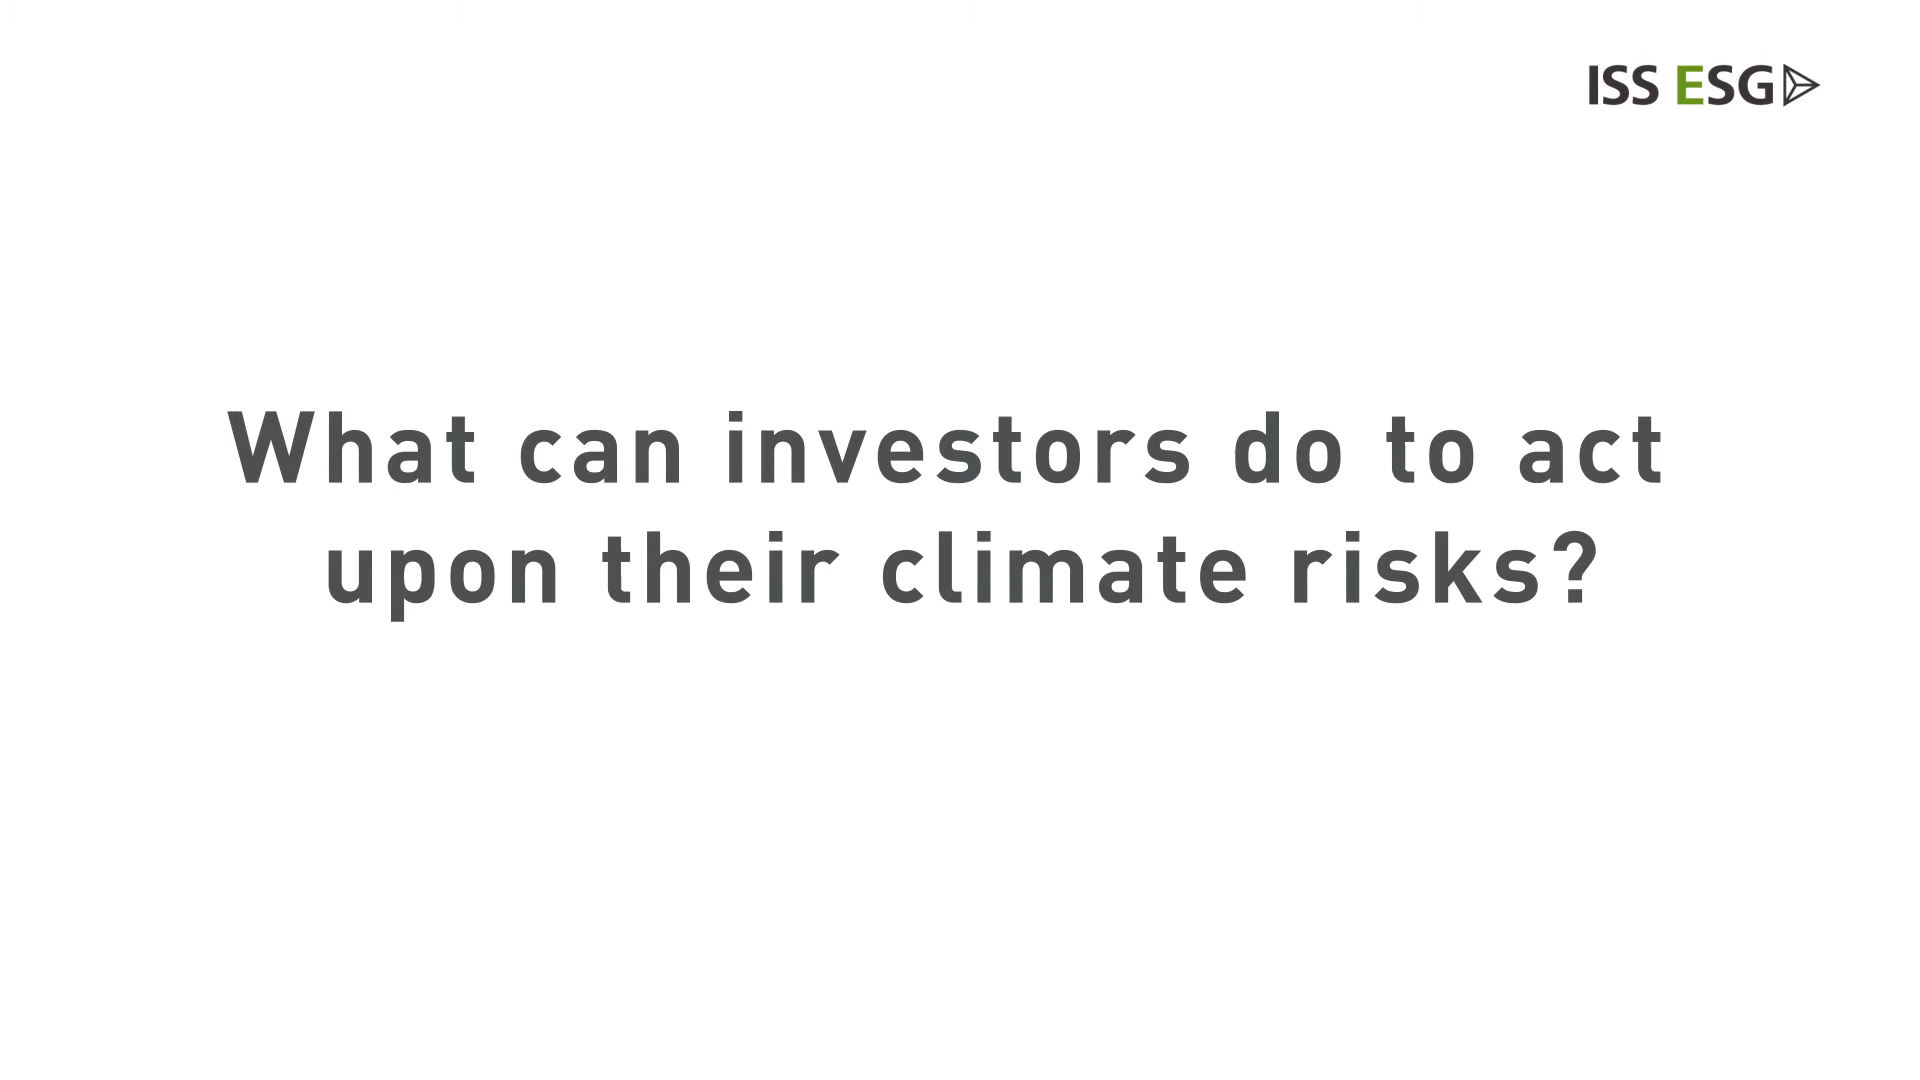 ISS ESG
What can investors do to act
upon their climate risks?